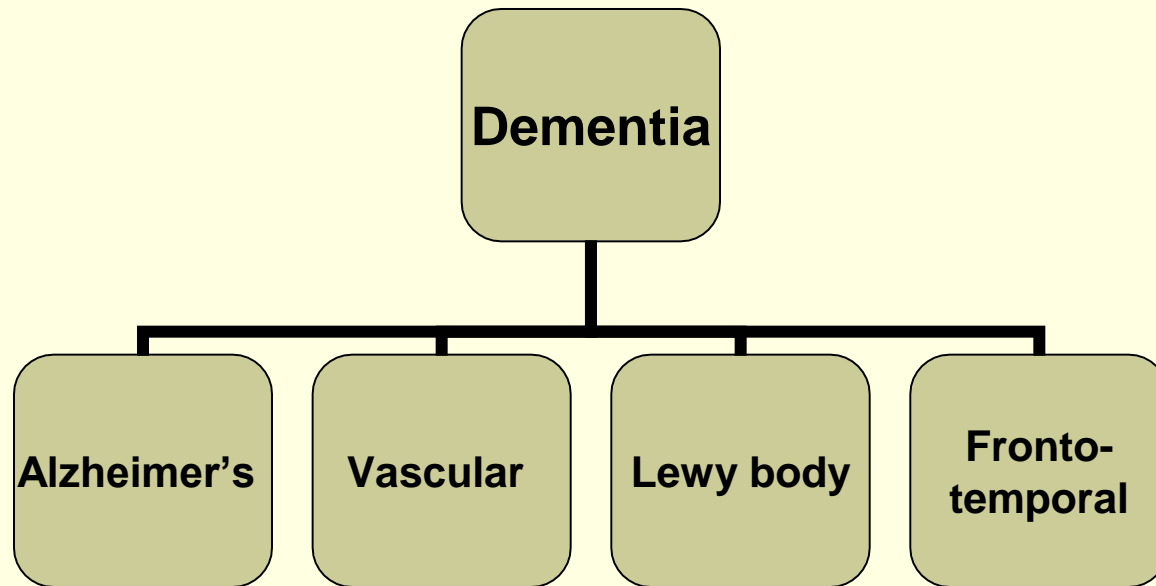 Dementia
Alzheimer’s
Vascular
Lewy body
Fronto-
temporal